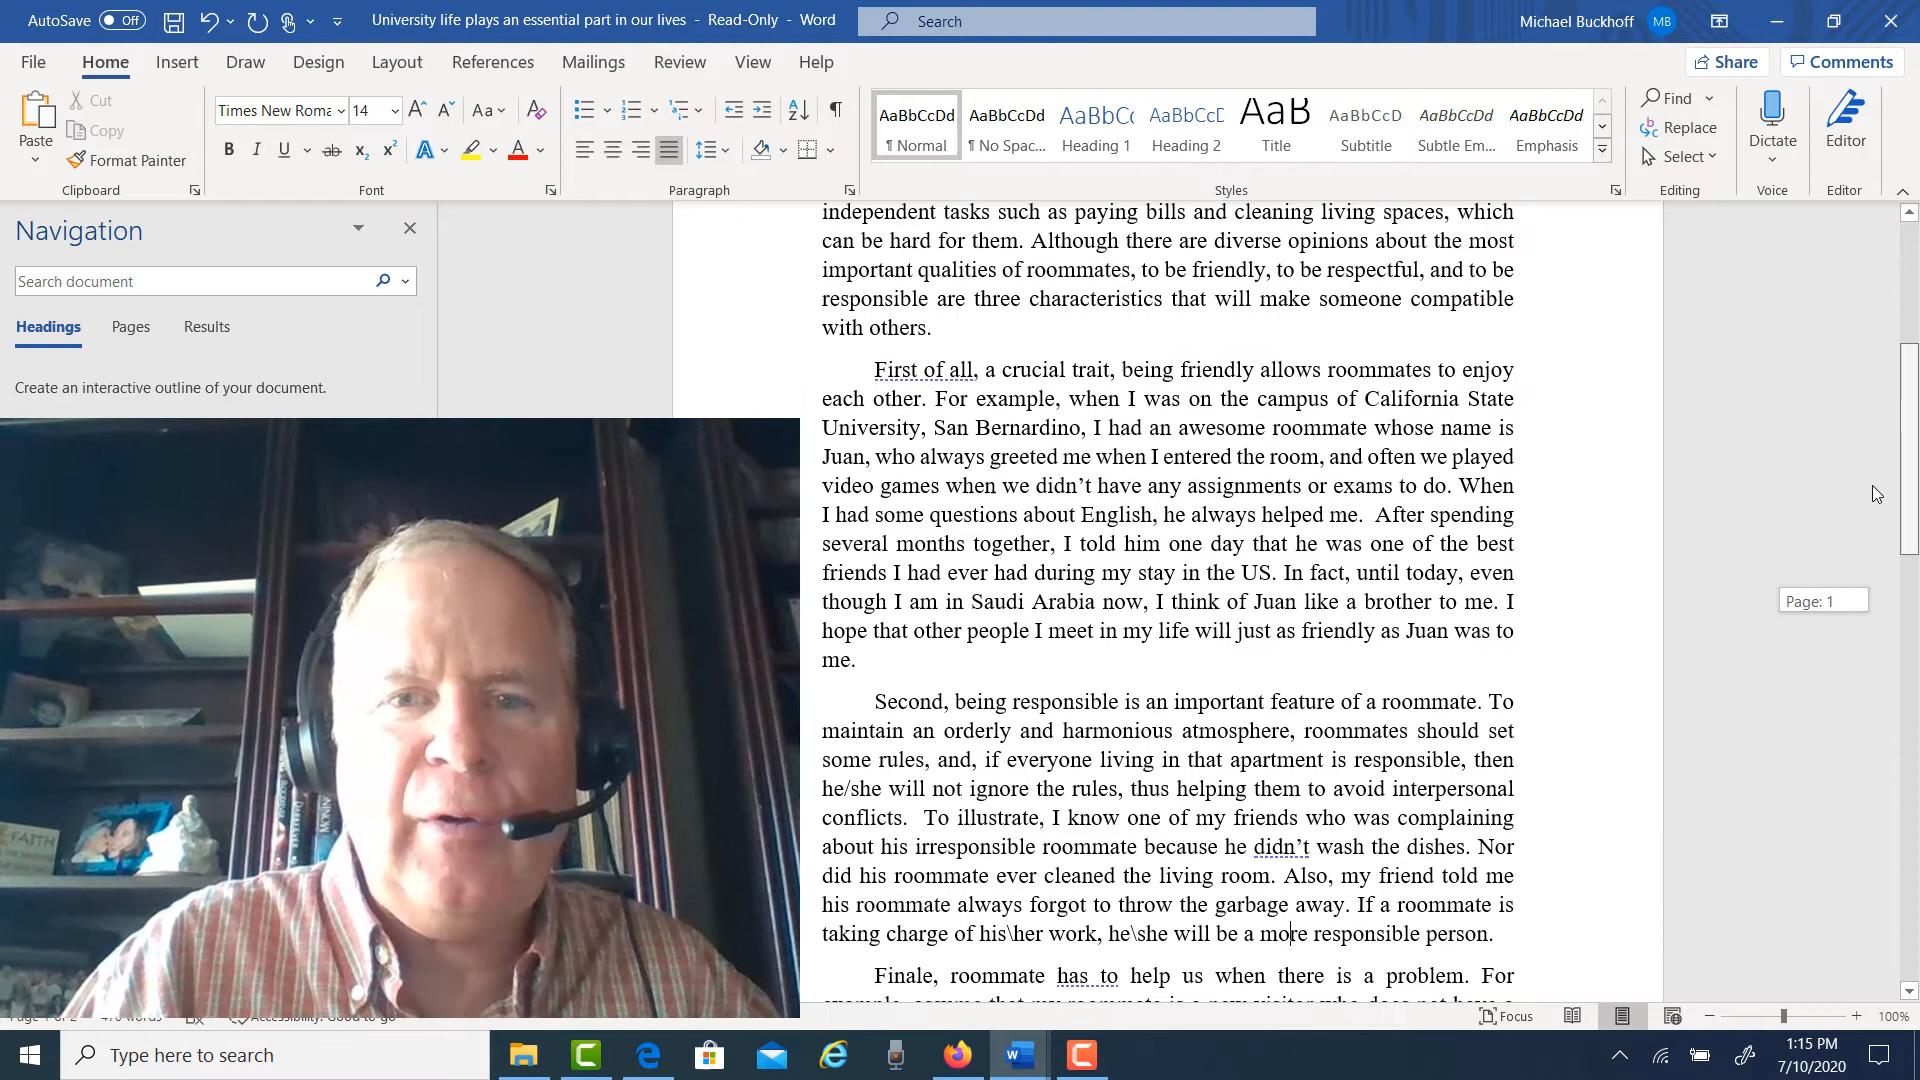 AutoSave Off University life plays an essential part in our lives - Read-Only - Word Search Michael Buckhoff MB
File Home Insert Draw Design Layout References Mailings Review View Help Share Comments
Paste Cut Copy Format Painter Clipboard
Times New Roma 14 Aa Font
Paragraph
AaBbCcDd ¶ Normal
AaBbCcDd ¶ No Spac...
AaBbC Heading 1
AaBbCcD Heading 2
AaB Title
AaBbCcD Subtitle
AaBbCcDd Subtle Em...
AaBbCcDd Emphasis
Styles
Find Replace Select Editing
Dictate Voice
Editor Editor
Navigation
Search document
Headings Pages Results
Create an interactive outline of your document.
independent tasks such as paying bills and cleaning living spaces, which
can be hard for them. Although there are diverse opinions about the most
important qualities of roommates, to be friendly, to be respectful, and to be
responsible are three characteristics that will make someone compatible
with others.
First of all, a crucial trait, being friendly allows roommates to enjoy
each other. For example, when I was on the campus of California State
University, San Bernardino, I had an awesome roommate whose name is
Juan, who always greeted me when I entered the room, and often we played
video games when we didn’t have any assignments or exams to do. When
I had some questions about English, he always helped me. After spending
several months together, I told him one day that he was one of the best
friends I had ever had during my stay in the US. In fact, until today, even
though I am in Saudi Arabia now, I think of Juan like a brother to me. I
hope that other people I meet in my life will just as friendly as Juan was to
me.
Second, being responsible is an important feature of a roommate. To
maintain an orderly and harmonious atmosphere, roommates should set
some rules, and, if everyone living in that apartment is responsible, then
he/she will not ignore the rules, thus helping them to avoid interpersonal
conflicts. To illustrate, I know one of my friends who was complaining
about his irresponsible roommate because he didn’t wash the dishes. Nor
did his roommate ever cleaned the living room. Also, my friend told me
his roommate always forgot to throw the garbage away. If a roommate is
taking charge of his\her work, he\she will be a more responsible person.
Finale, roommate has to help us when there is a problem. For
Page: 1
FAITH
Focus 100%
Type here to search
1:15 PM
7/10/2020